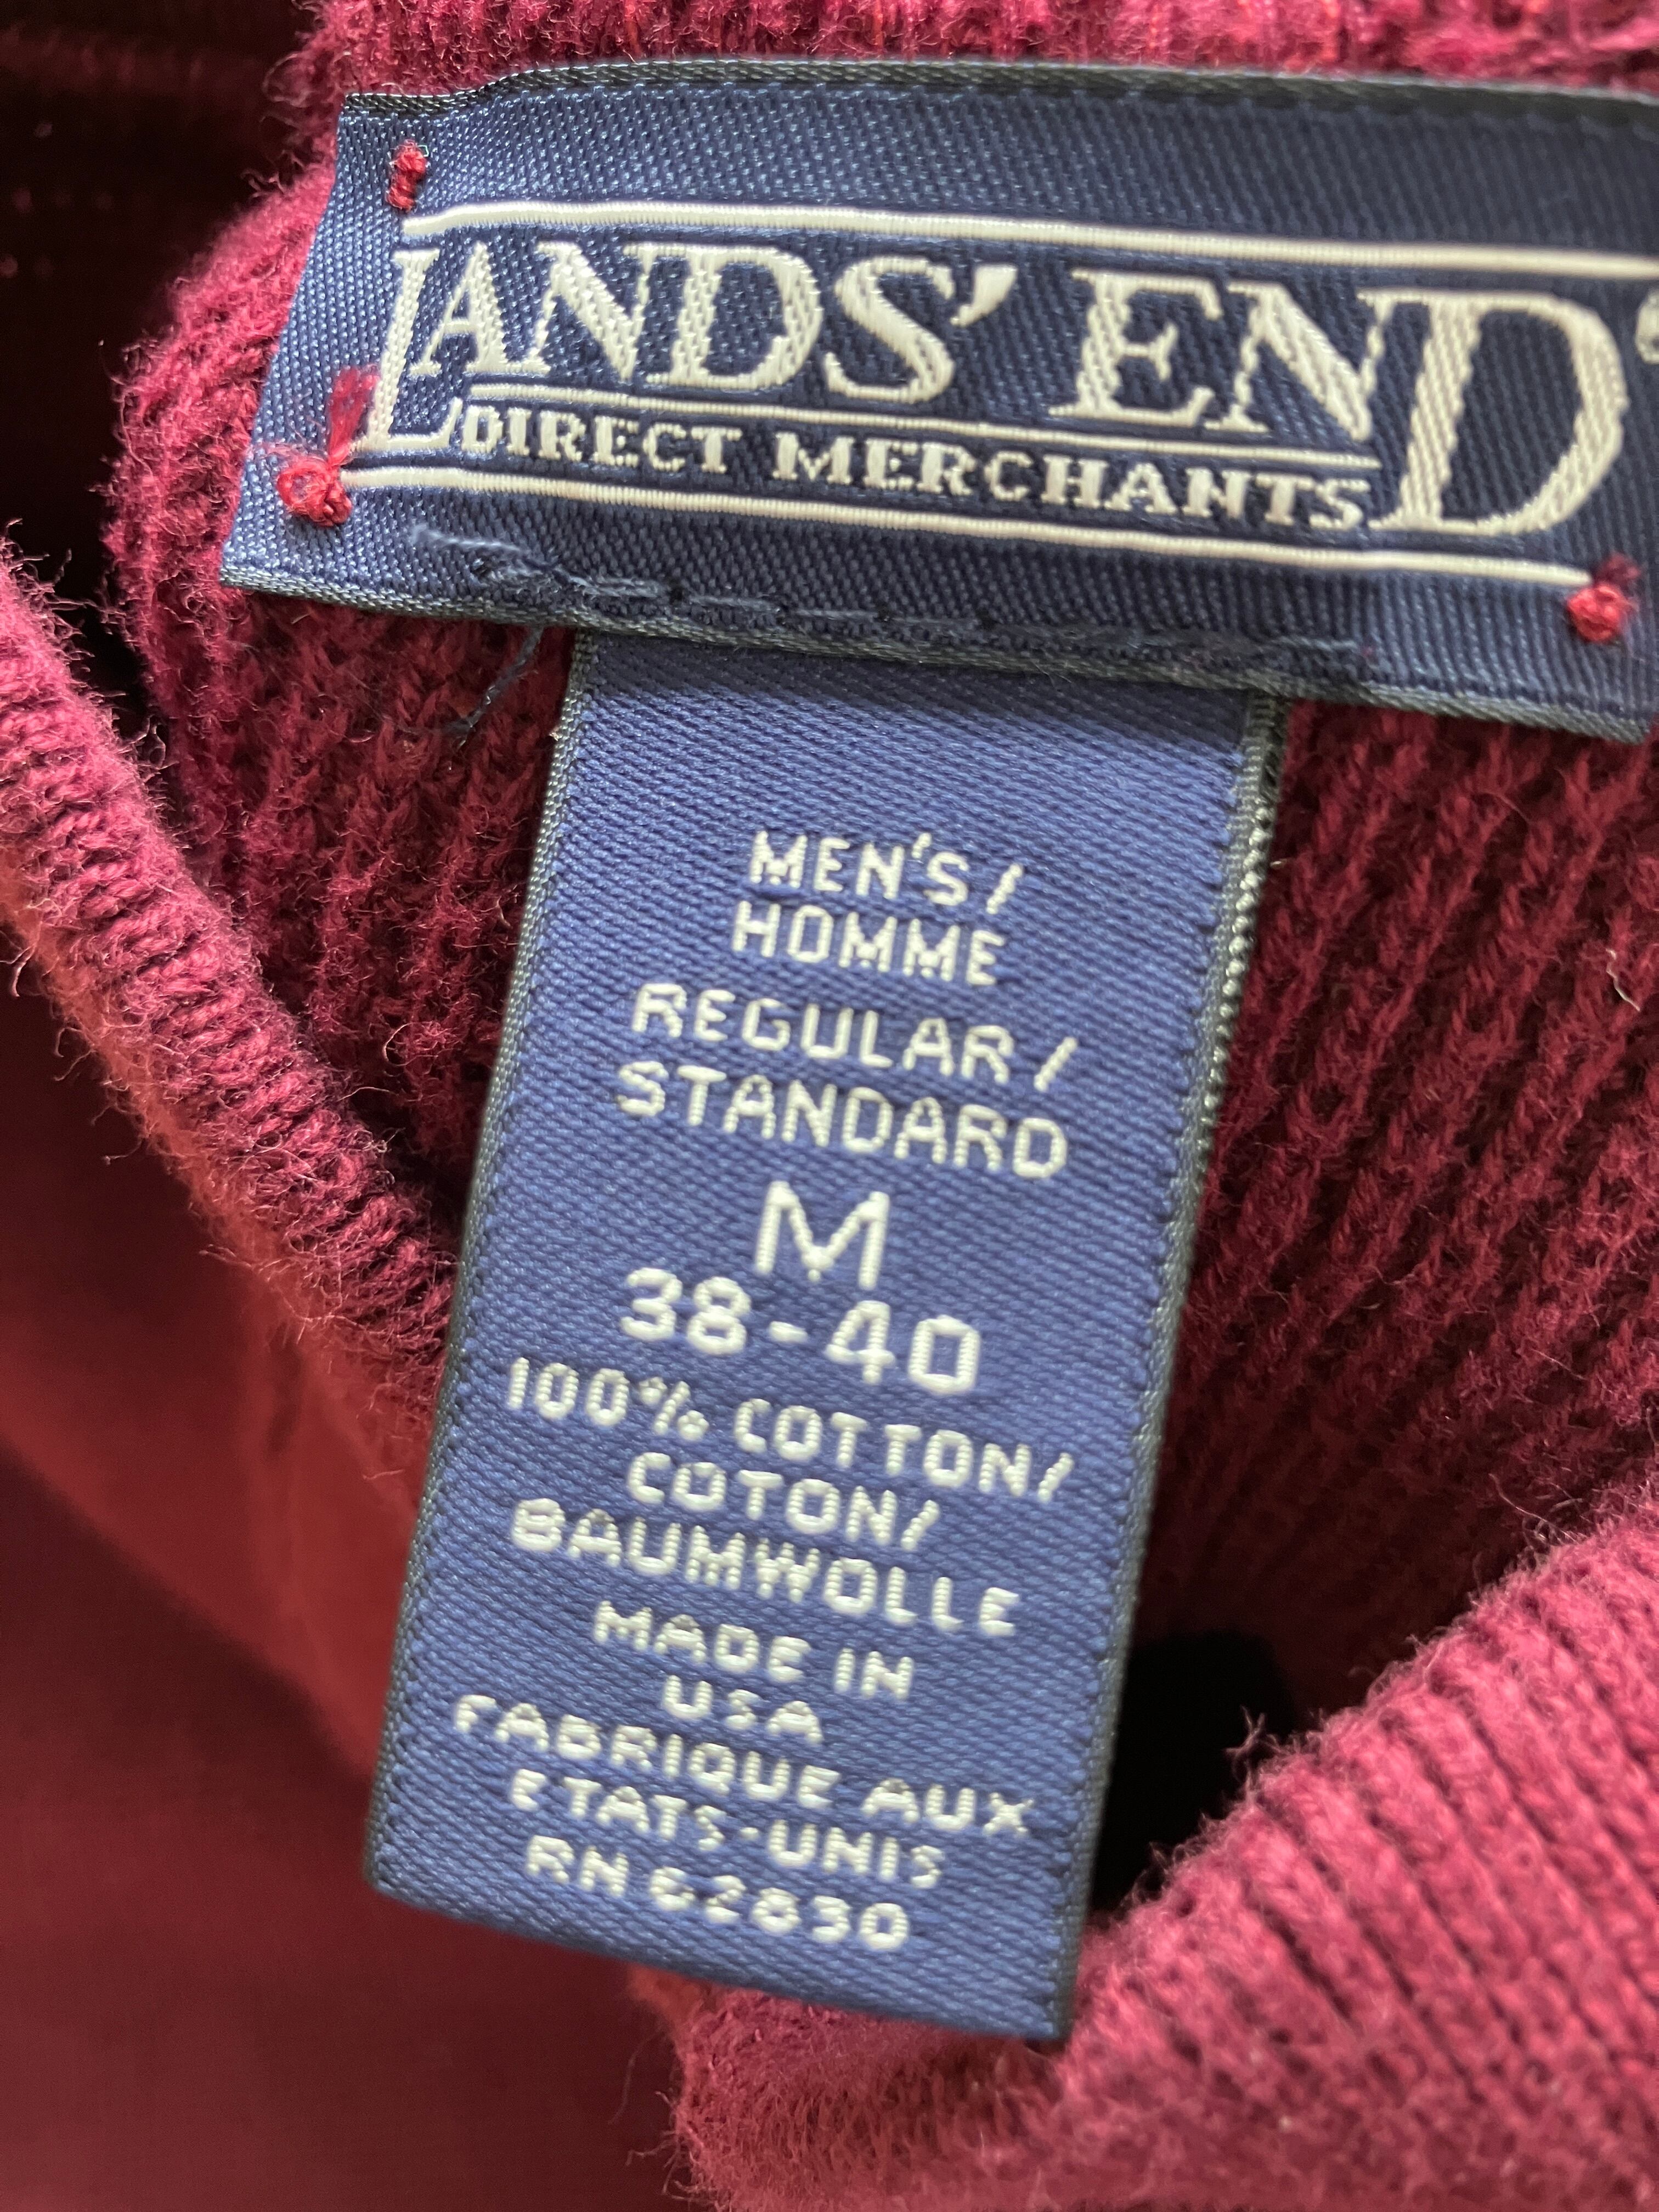 LANDS' END
DIRECT MERCHANTS
MEN'S /
HOMME
REGULAR /
STANDARD
M
38-40
100% COTTON/
COTON/
BAUMWOLLE
MADE IN
USA
FABRIQUE AUX
ETATS-UNIS
RN 62830